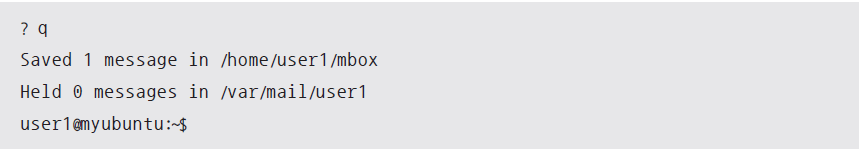 ? q
Saved 1 message in /home/user1/mbox
Held 0 messages in /var/mail/user1
user1@myubuntu:~$